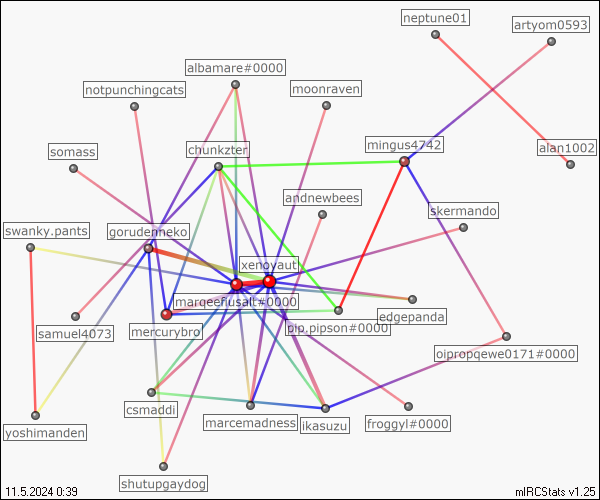 neptune01
artyom0593
albamare#0000
notpunchingcats
moonraven
mingus4742
alan1002
chunkzter
somass
andnewbees
skermando
swanky.pants
gorudenneko
xenoyaut
marqeefusalt#0000
edgepanda
samuel4073
mercurybro
pip.pipson#0000
oipropqewe0171#0000
csmaddi
marcemadness
ikasuzu
froggyl#0000
yoshimanden
shutupgaydog
11.5.2024 0:39
mIRCStats v1.25